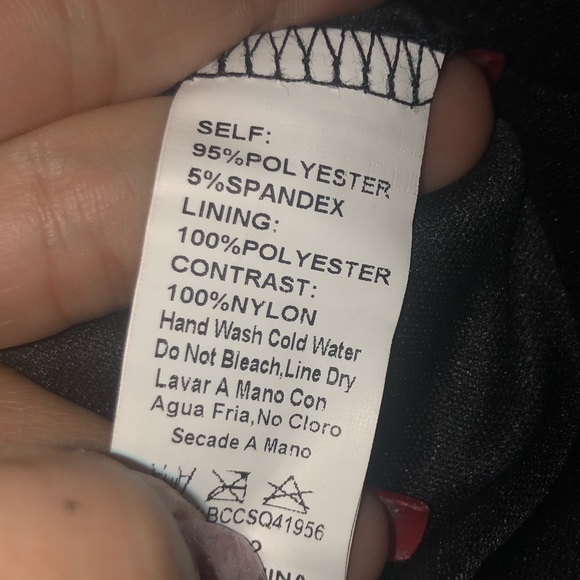 SELF:
95%POLYESTER
5%SPANDEX
LINING:
100%POLYESTER
CONTRAST:
100%NYLON
Hand Wash Cold Water
Do Not Bleach,Line Dry
Lavar A Mano Con
Agua Fria,No Cloro
Secade A Mano
BCCSQ41956